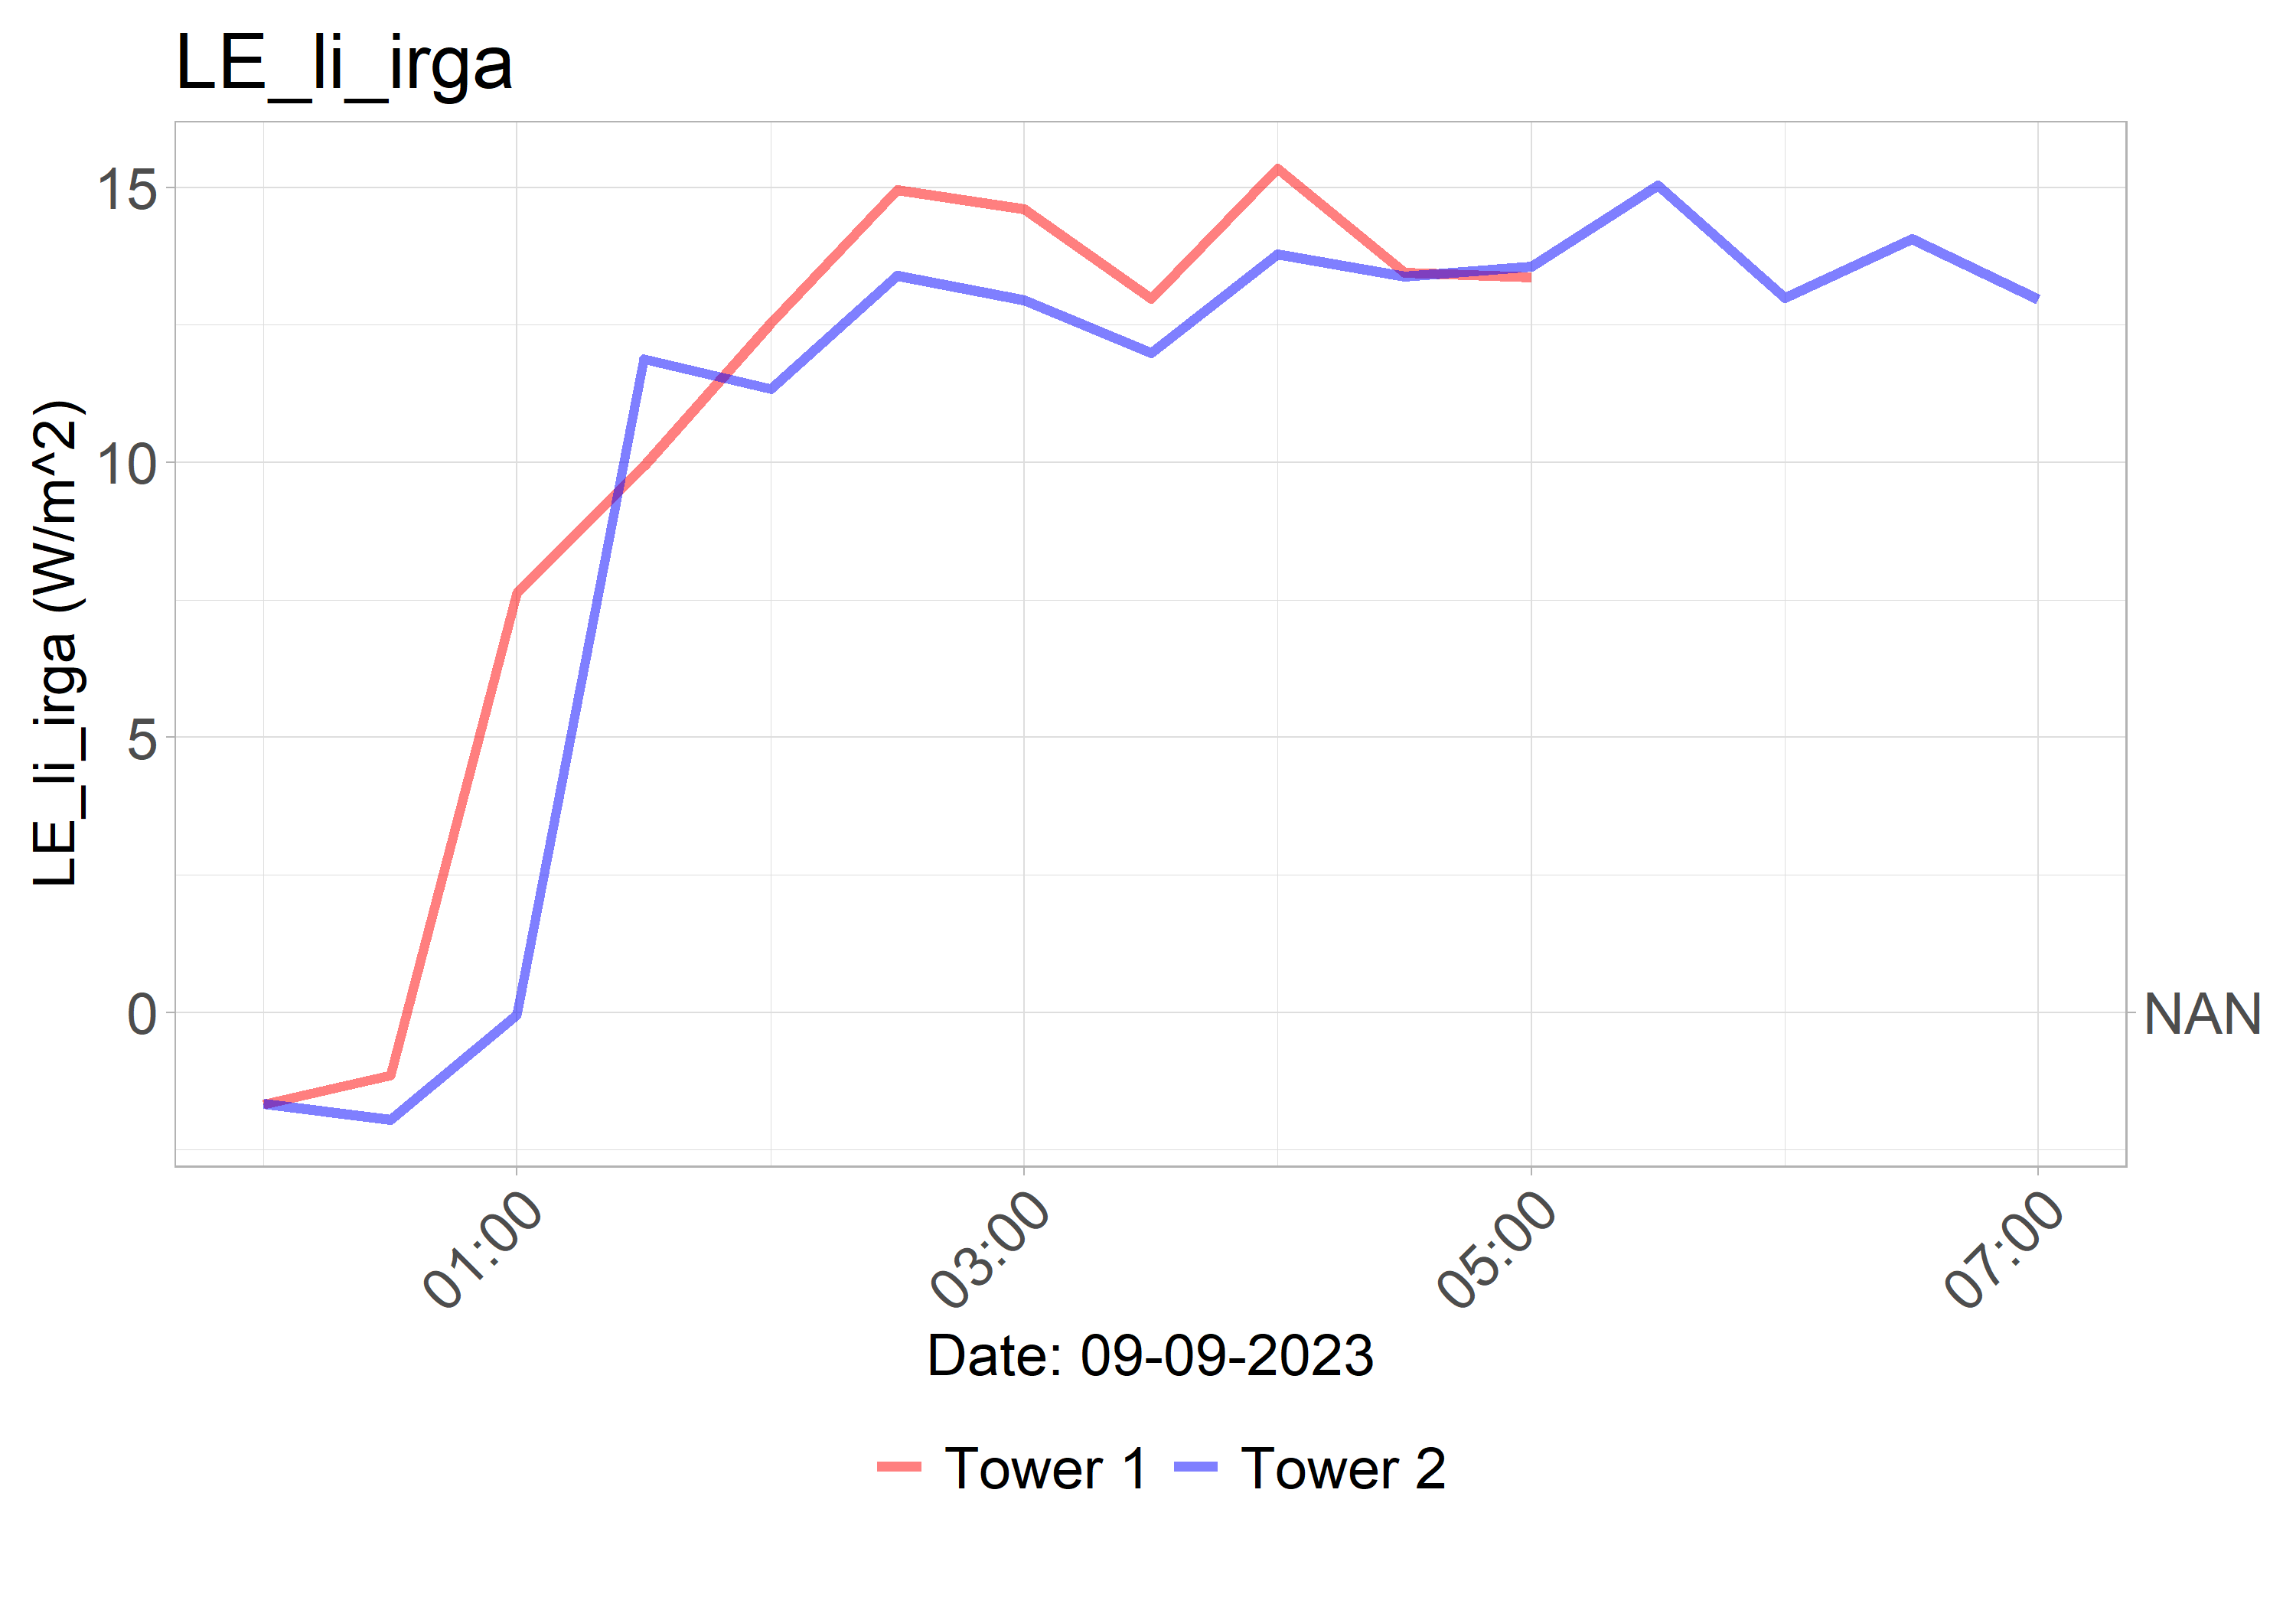 LE_li_irga
LE_li_irga (W/m^2)
15
10
5
0
NAN
01:00
03:00
05:00
07:00
Date: 09-09-2023
Tower 1
Tower 2